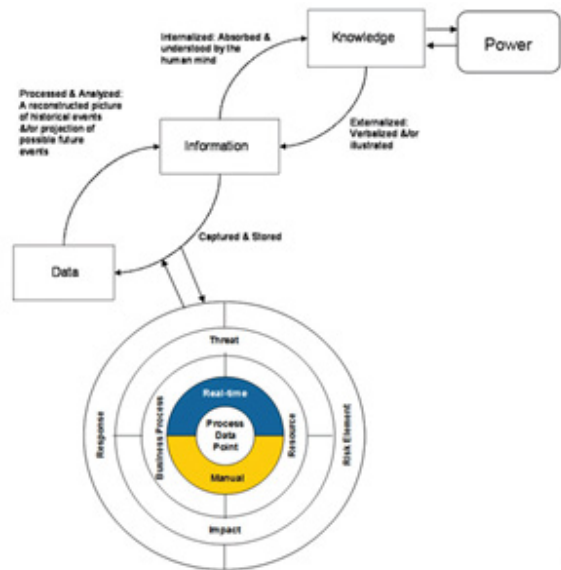 Internalized: Absorbed &
understood by the
human mind
Knowledge
Power
Processed & Analyzed:
A reconstructed picture
of historical events
&/or projection of
possible future
events
Externalized:
Verbalized &/or
illustrated
Information
Captured & Stored
Data
Threat
Real-time
Response
Business Process
Process
Data
Point
Resource
Risk Element
Manual
Impact